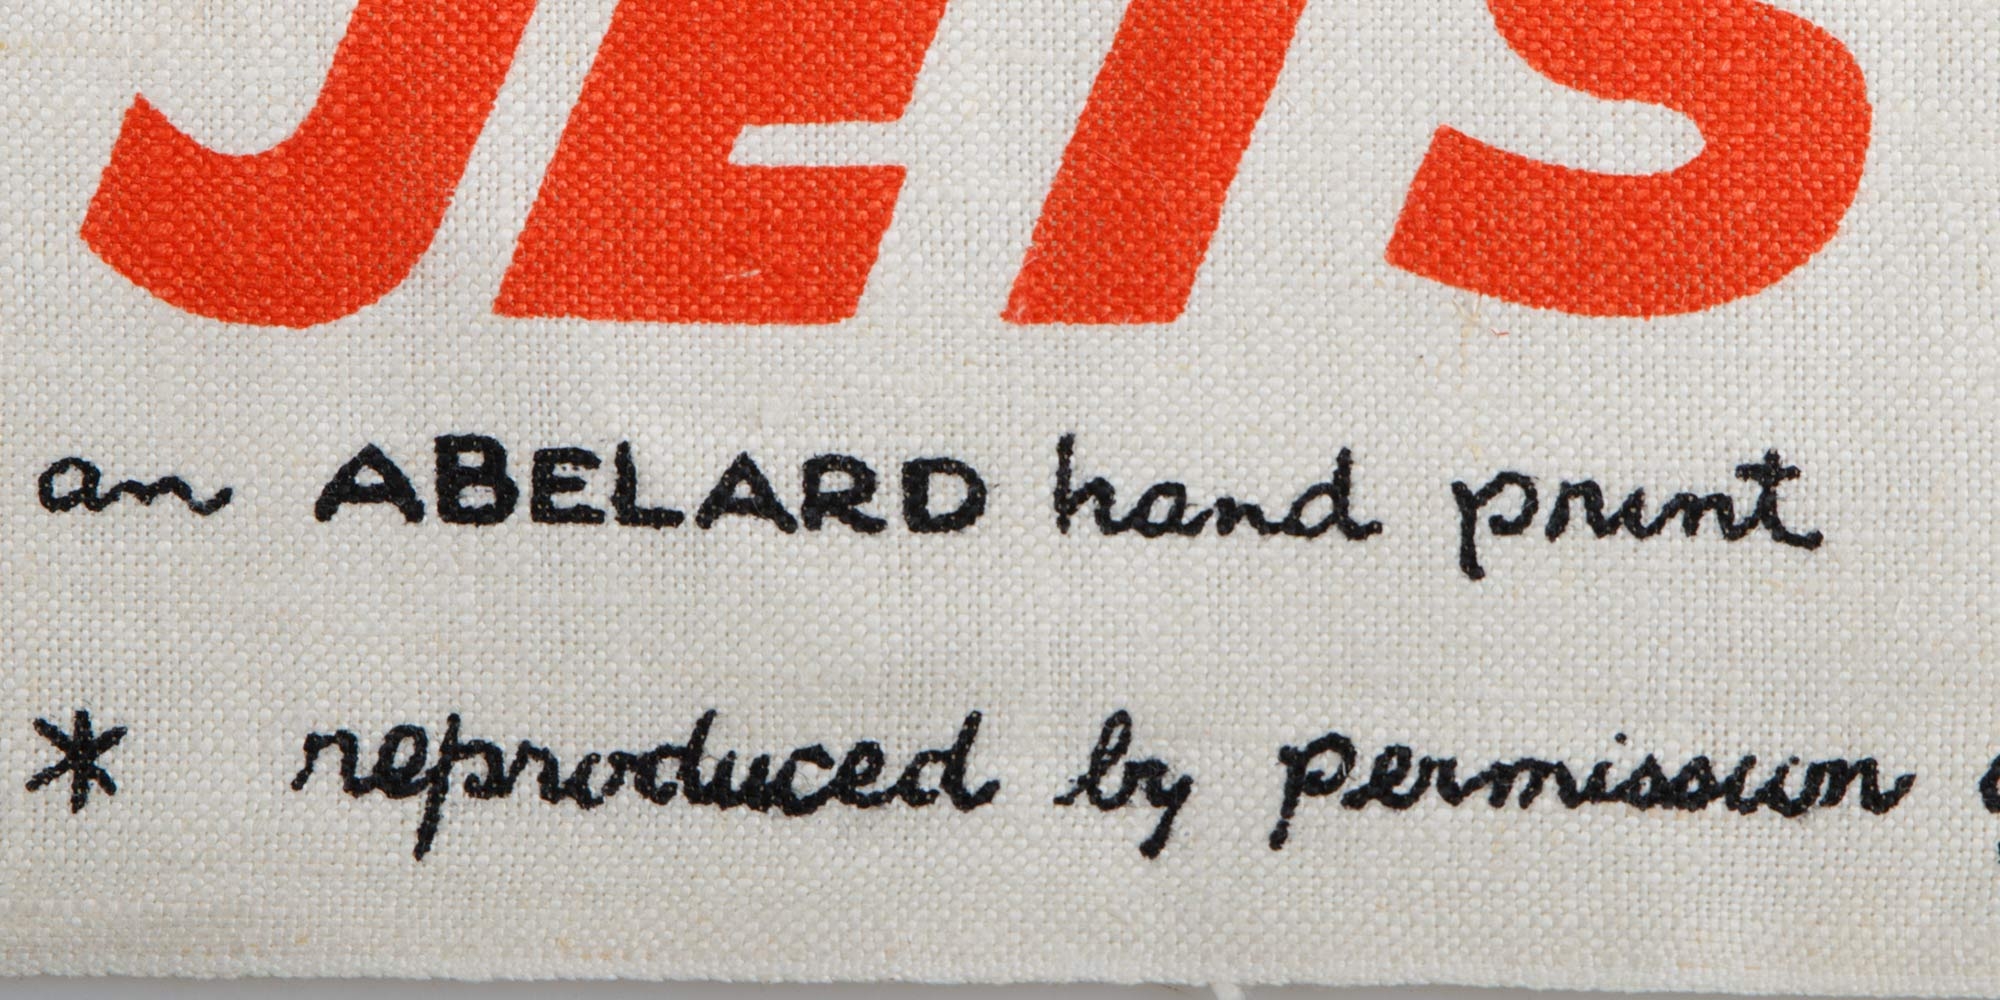 JETS
an ABELARD hand print
* reproduced by permission